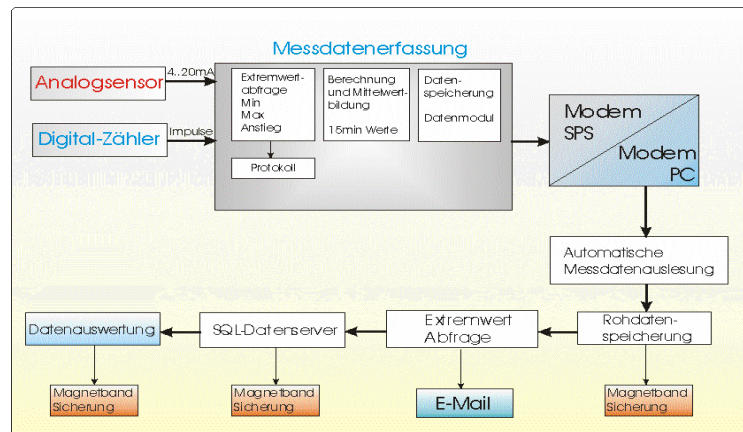 Messdatenerfassung
Analogsensor
4..20mA
Digital-Zähler
Impulse
Extremwert-
abfrage
Min
Max
Anstieg
Protokoll
Berechnung
und Mittelwert-
bildung
15min Werte
Daten-
speicherung
Datenmodul
Modem
SPS
Modem
PC
Automatische
Messdatenauslesung
Rohdaten-
speicherung
Extremwert
Abfrage
SQL-Datenserver
Datenauswertung
Magnetband
Sicherung
Magnetband
Sicherung
E-Mail
Magnetband
Sicherung